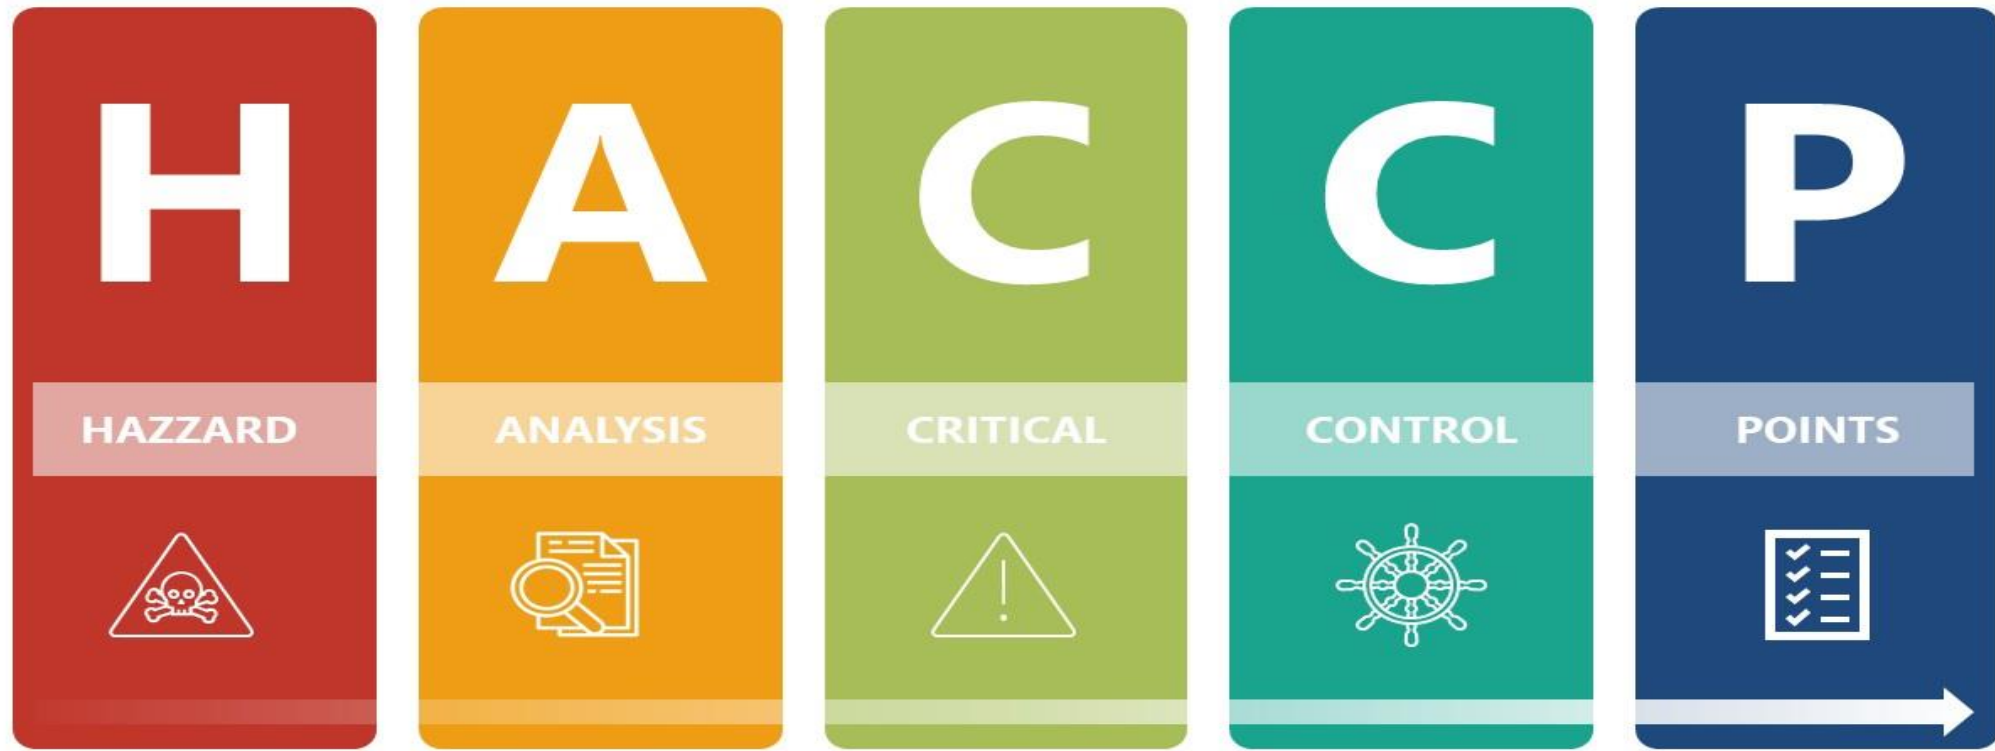 H A C C P
HAZZARD ANALYSIS CRITICAL CONTROL POINTS